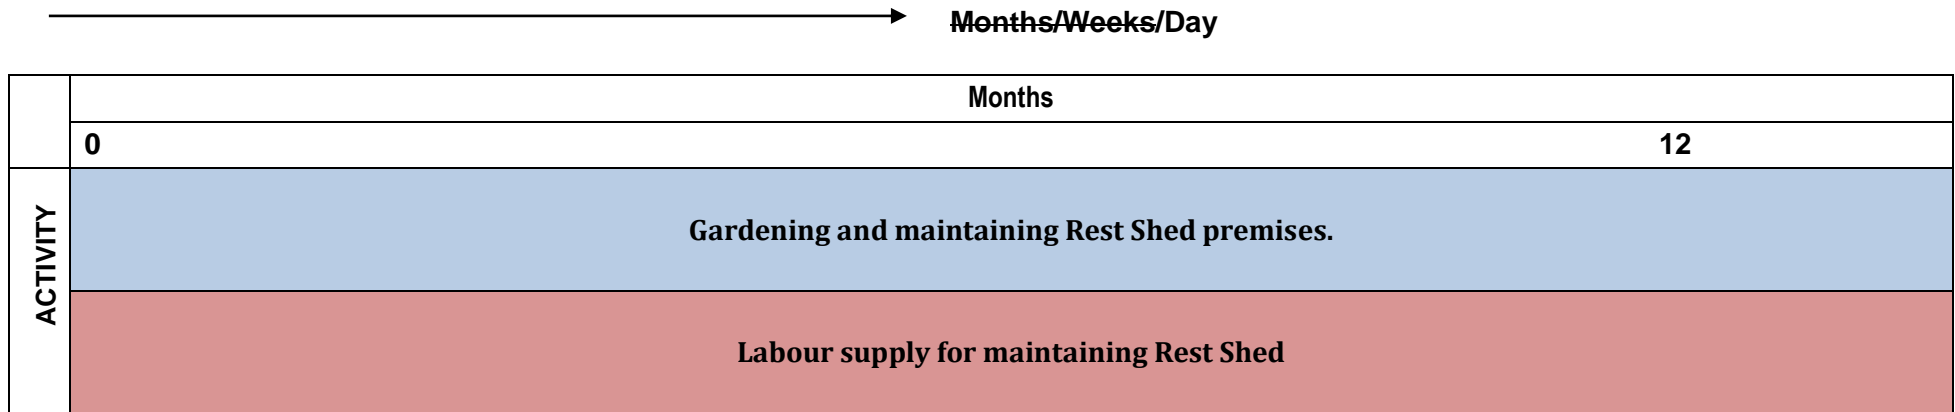 Months/Weeks/Day
Months
0 12
ACTIVITY
Gardening and maintaining Rest Shed premises.
Labour supply for maintaining Rest Shed